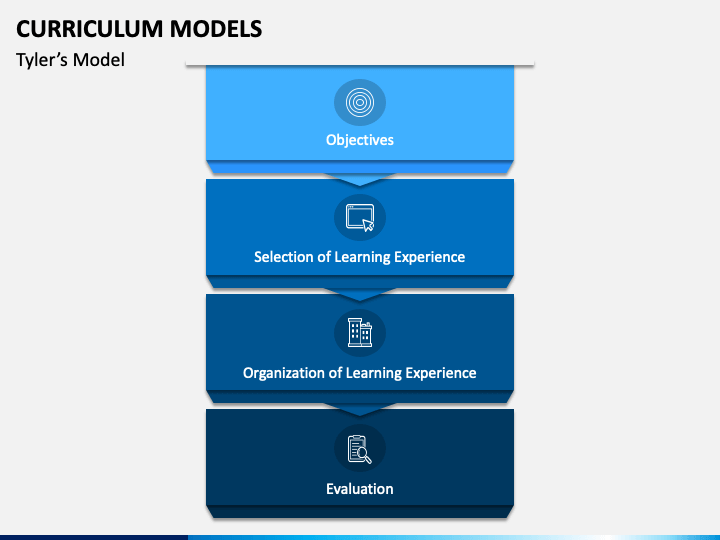 CURRICULUM MODELS
Tyler’s Model
Objectives
Selection of Learning Experience
Organization of Learning Experience
Evaluation